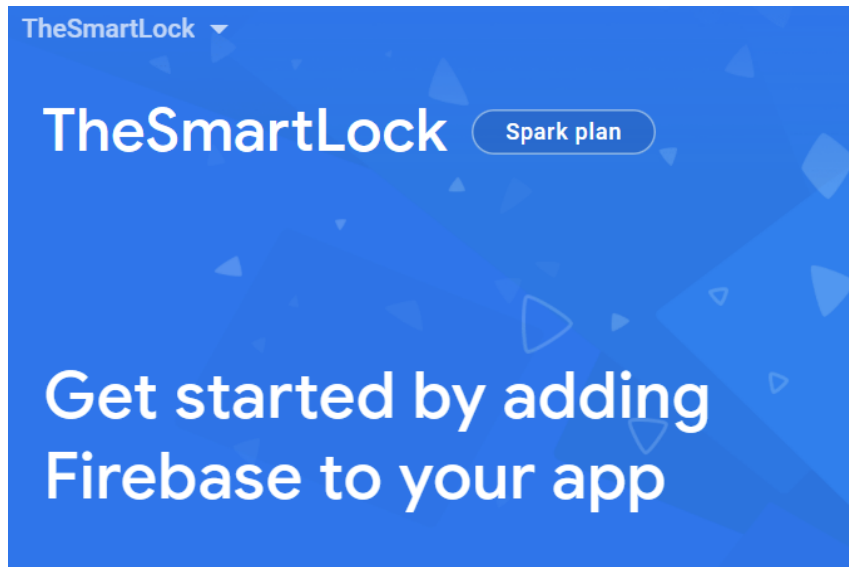 TheSmartLock
TheSmartLock Spark plan
Get started by adding
Firebase to your app